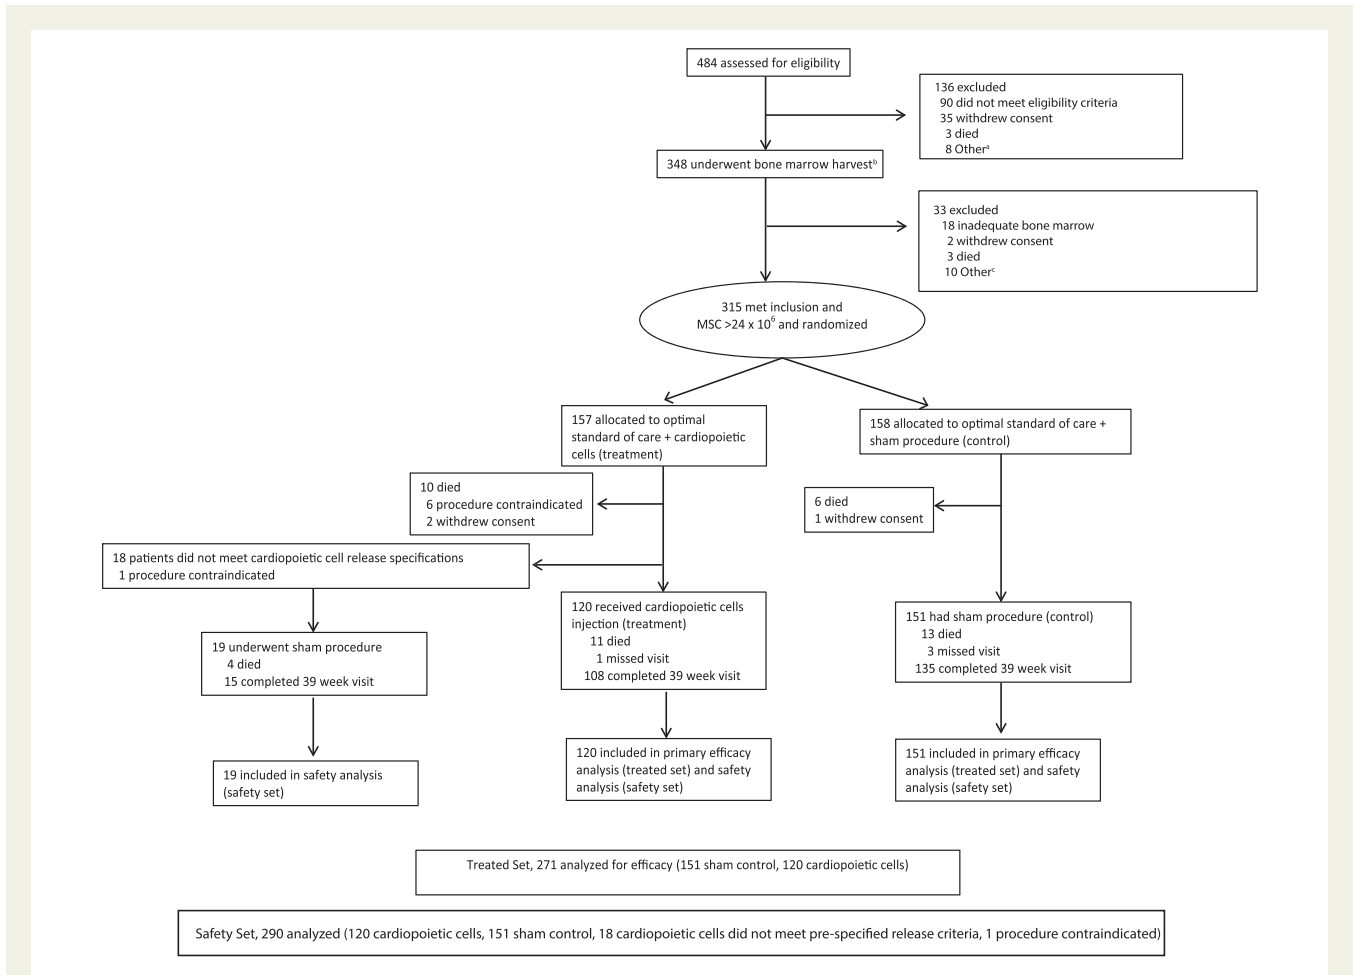 484 assessed for eligibility
136 excluded
90 did not meet eligibility criteria
35 withdrew consent
3 died
8 Otherᵃ
348 underwent bone marrow harvestᵇ
33 excluded
18 inadequate bone marrow
2 withdrew consent
3 died
10 Otherᶜ
315 met inclusion and
MSC >24 x 10⁶ and randomized
157 allocated to optimal
standard of care + cardiopoietic
cells (treatment)
158 allocated to optimal standard of care +
sham procedure (control)
10 died
6 procedure contraindicated
2 withdrew consent
6 died
1 withdrew consent
18 patients did not meet cardiopoietic cell release specifications
1 procedure contraindicated
120 received cardiopoietic cells
injection (treatment)
11 died
1 missed visit
108 completed 39 week visit
151 had sham procedure (control)
13 died
3 missed visit
135 completed 39 week visit
19 underwent sham procedure
4 died
15 completed 39 week visit
19 included in safety analysis
(safety set)
120 included in primary efficacy
analysis (treated set) and safety
analysis (safety set)
151 included in primary efficacy
analysis (treated set) and safety
analysis (safety set)
Treated Set, 271 analyzed for efficacy (151 sham control, 120 cardiopoietic cells)
Safety Set, 290 analyzed (120 cardiopoietic cells, 151 sham control, 18 cardiopoietic cells did not meet pre-specified release criteria, 1 procedure contraindicated)